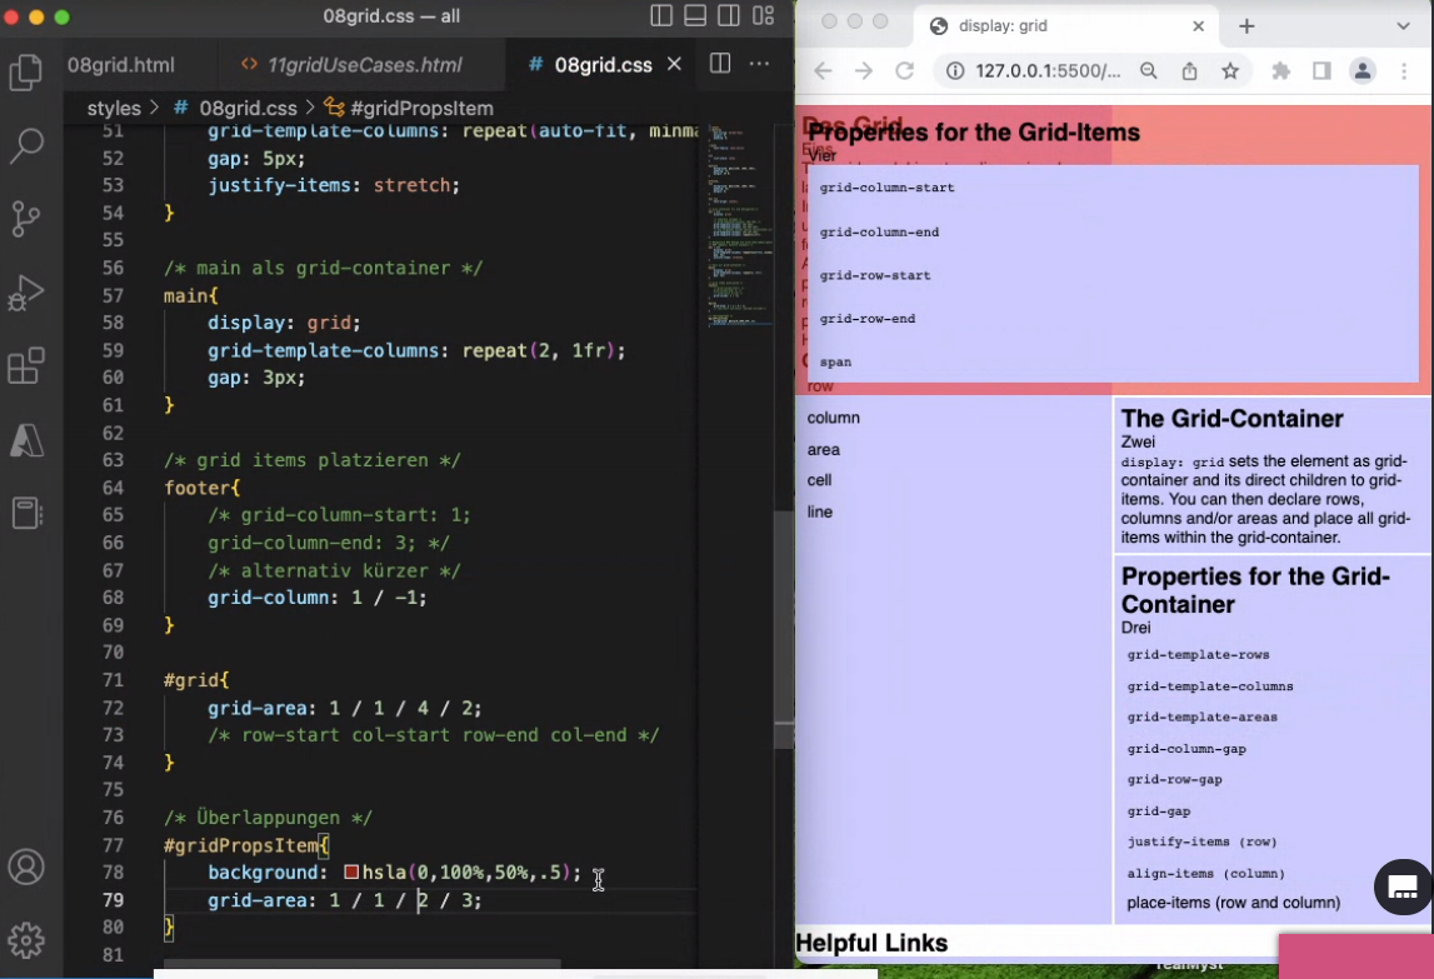 08grid.css — all
08grid.html
11gridUseCases.html
# 08grid.css
styles > # 08grid.css > #gridPropsItem
51 grid-template-columns: repeat(auto-fit, minma
52 gap: 5px;
53 justify-items: stretch;
54 }
55
56 /* main als grid-container */
57 main{
58 display: grid;
59 grid-template-columns: repeat(2, 1fr);
60 gap: 3px;
61 }
62
63 /* grid items platzieren */
64 footer{
65 /* grid-column-start: 1;
66 grid-column-end: 3; */
67 /* alternativ kürzer */
68 grid-column: 1 / -1;
69 }
70
71 #grid{
72 grid-area: 1 / 1 / 4 / 2;
73 /* row-start col-start row-end col-end */
74 }
75
76 /* Überlappungen */
77 #gridPropsItem{
78 background: hsla(0,100%,50%,.5);
79 grid-area: 1 / 1 / 2 / 3;
80 }
81
display: grid
127.0.0.1:5500/...
Das Grid
Properties for the Grid-Items
Eins
Vier
grid-column-start
grid-column-end
grid-row-start
grid-row-end
span
row
column
area
cell
line
The Grid-Container
Zwei
display: grid sets the element as grid-
container and its direct children to grid-
items. You can then declare rows,
columns and/or areas and place all grid-
items within the grid-container.
Properties for the Grid-
Container
Drei
grid-template-rows
grid-template-columns
grid-template-areas
grid-column-gap
grid-row-gap
grid-gap
justify-items (row)
align-items (column)
place-items (row and column)
Helpful Links
realMyst